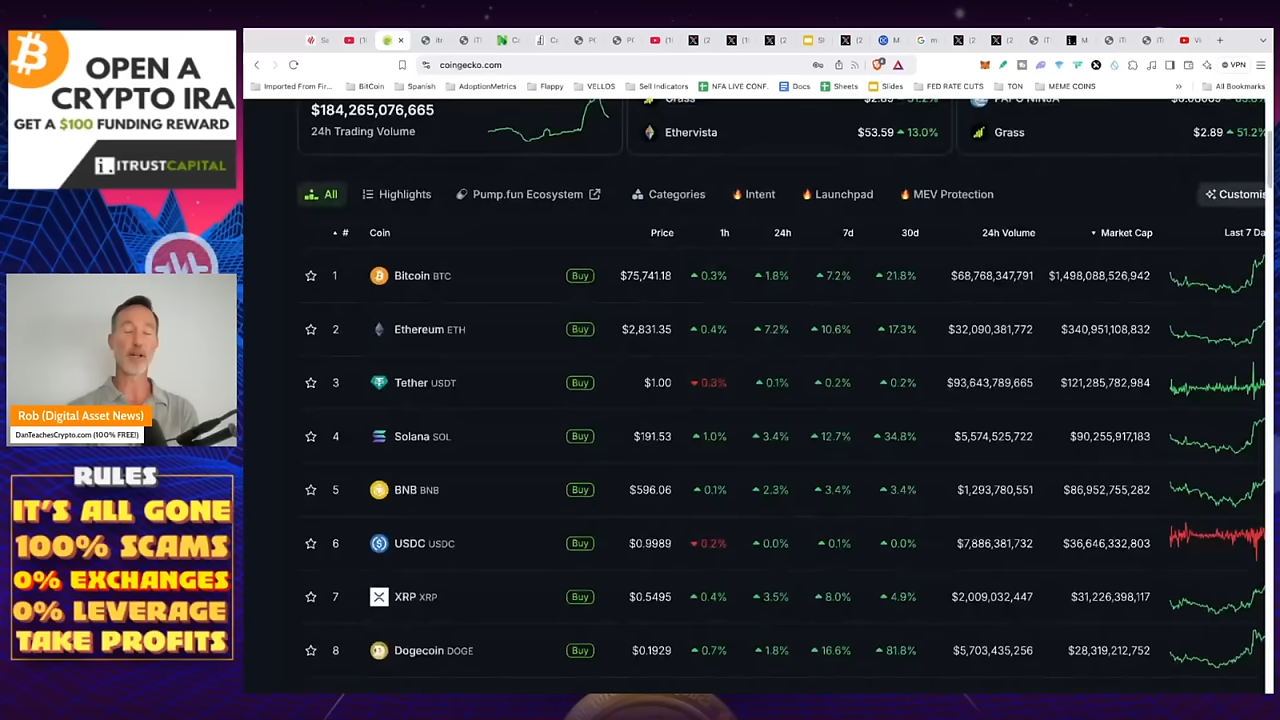 OPEN A
CRYPTO IRA
GET A $100 FUNDING REWARD
iTRUSTCAPITAL
Rob (Digital Asset News)
DanTeachesCrypto.com (100% FREE!)
RULES
IT'S ALL GONE
100% SCAMS
0% EXCHANGES
0% LEVERAGE
TAKE PROFITS
coingecko.com
VPN
Imported From Fir... BitCoin Spanish AdoptionMetrics Flappy VELLOS Sell Indicators NFA LIVE CONF. Docs Sheets Slides FED RATE CUTS TON MEME COINS All Bookmarks
$184,265,076,665
24h Trading Volume
Grass
Ethervista $53.59 13.0%
Grass $2.89 51.2%
All Highlights Pump.fun Ecosystem Categories Intent Launchpad MEV Protection Customis
# Coin Price 1h 24h 7d 30d 24h Volume Market Cap Last 7 Da
1 Bitcoin BTC Buy $75,741.18 0.3% 1.8% 7.2% 21.8% $68,768,347,791 $1,498,088,526,942
2 Ethereum ETH Buy $2,831.35 0.4% 7.2% 10.6% 17.3% $32,090,381,772 $340,951,108,832
3 Tether USDT Buy $1.00 0.3% 0.1% 0.2% 0.2% $93,643,789,665 $121,285,782,984
4 Solana SOL Buy $191.53 1.0% 3.4% 12.7% 34.8% $5,574,525,722 $90,255,917,183
5 BNB BNB Buy $596.06 0.1% 2.3% 3.4% 3.4% $1,293,780,551 $86,952,755,282
6 USDC USDC Buy $0.9989 0.2% 0.0% 0.1% 0.0% $7,886,381,732 $36,646,332,803
7 XRP XRP Buy $0.5495 0.4% 3.5% 8.0% 4.9% $2,009,032,447 $31,226,398,117
8 Dogecoin DOGE Buy $0.1929 0.7% 1.8% 16.6% 81.8% $5,703,435,256 $28,319,212,752